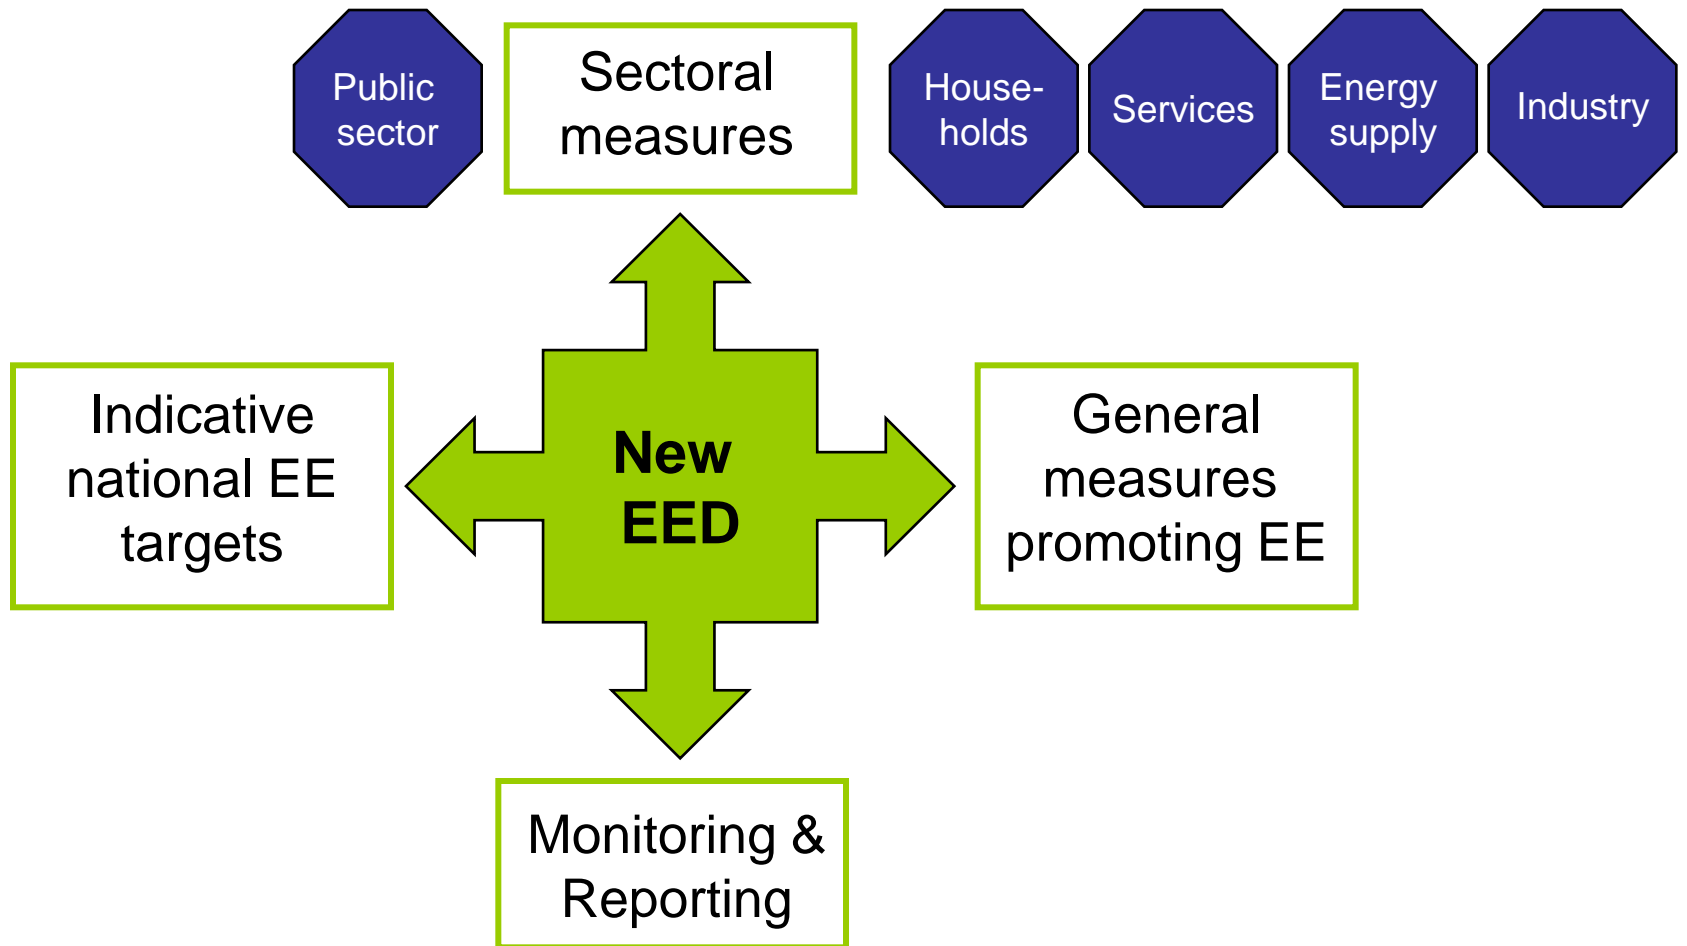 Public
sector
Sectoral
measures
House-
holds
Services
Energy
supply
Industry
Indicative
national EE
targets
New
EED
General
measures
promoting EE
Monitoring &
Reporting